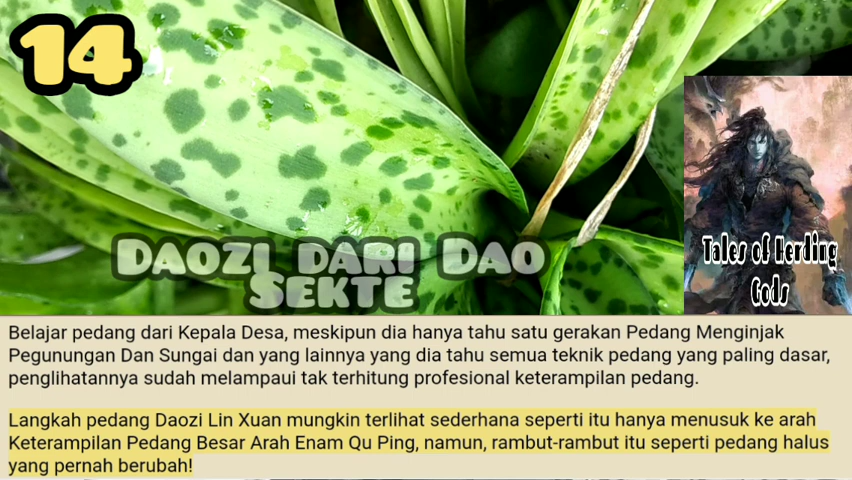 14
Daozi dari Dao
Sekte
Tales of Herding
Gods
Belajar pedang dari Kepala Desa, meskipun dia hanya tahu satu gerakan Pedang Menginjak
Pegunungan Dan Sungai dan yang lainnya yang dia tahu semua teknik pedang yang paling dasar,
penglihatannya sudah melampaui tak terhitung profesional keterampilan pedang.
Langkah pedang Daozi Lin Xuan mungkin terlihat sederhana seperti itu hanya menusuk ke arah
Keterampilan Pedang Besar Arah Enam Qu Ping, namun, rambut-rambut itu seperti pedang halus
yang pernah berubah!